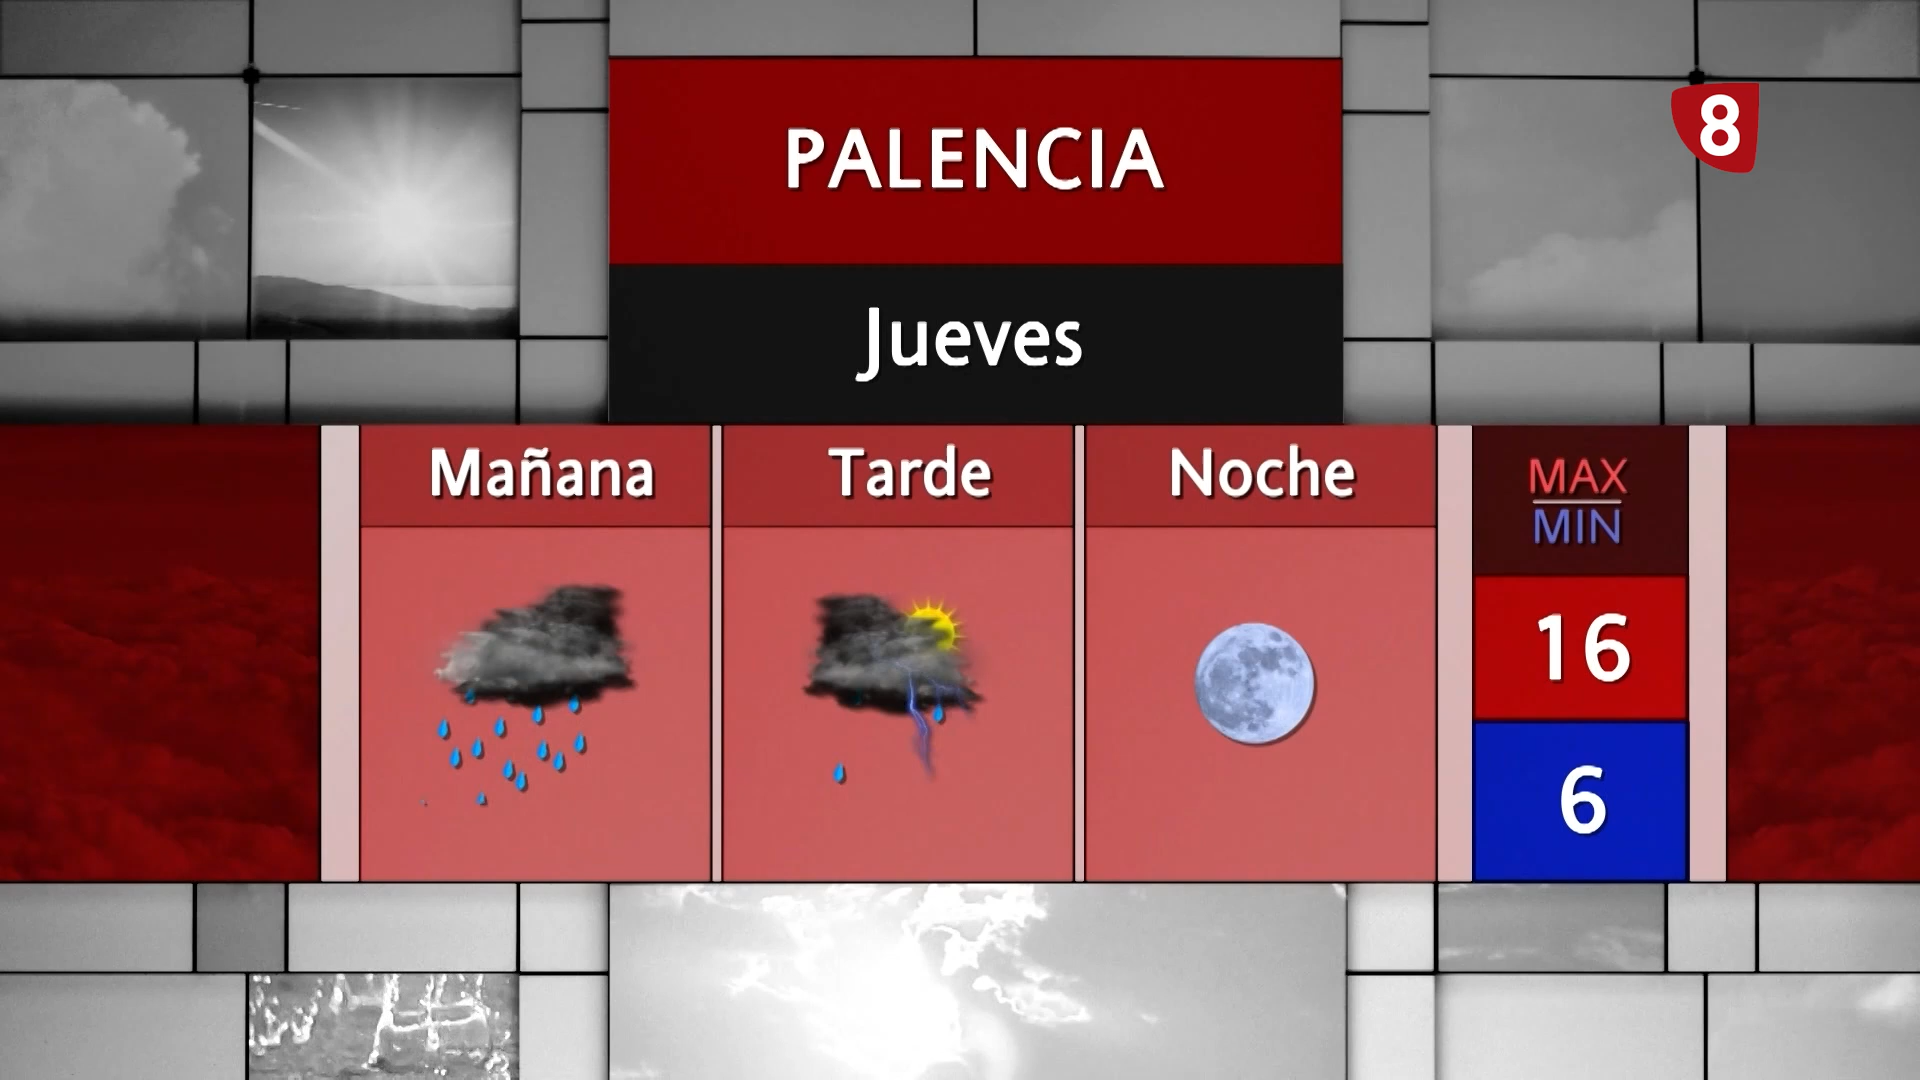 PALENCIA
8
Jueves
Mañana
Tarde
Noche
MAX
MIN
16
6